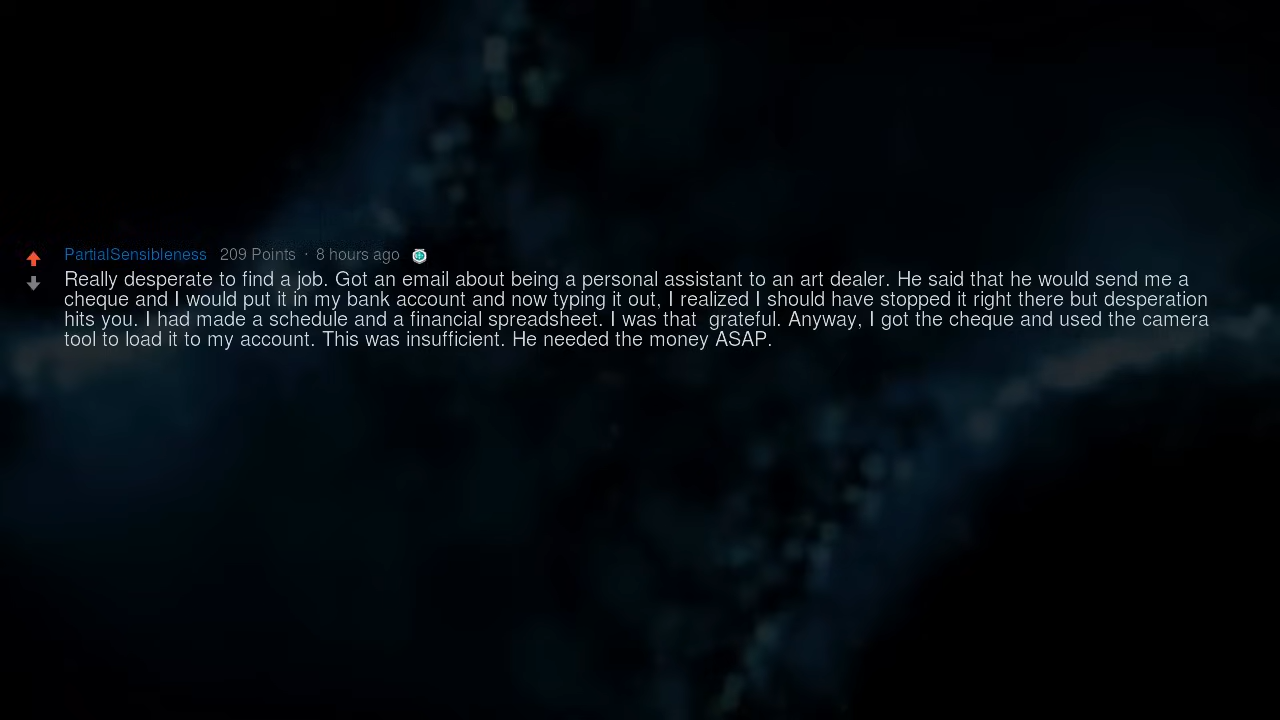 PartialSensibleness 209 Points · 8 hours ago
Really desperate to find a job. Got an email about being a personal assistant to an art dealer. He said that he would send me a
cheque and I would put it in my bank account and now typing it out, I realized I should have stopped it right there but desperation
hits you. I had made a schedule and a financial spreadsheet. I was that  grateful. Anyway, I got the cheque and used the camera
tool to load it to my account. This was insufficient. He needed the money ASAP.